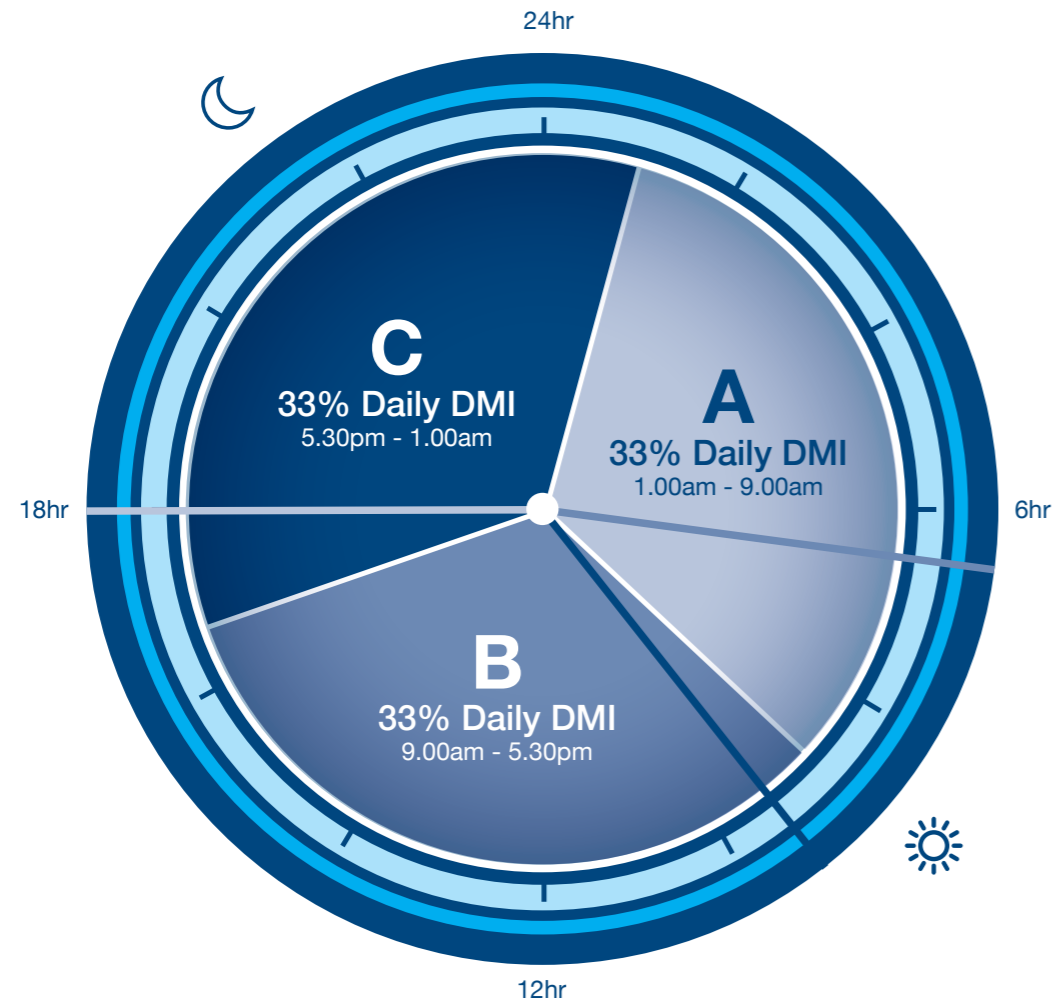 24hr
C
33% Daily DMI
5.30pm - 1.00am
A
33% Daily DMI
1.00am - 9.00am
18hr
6hr
B
33% Daily DMI
9.00am - 5.30pm
12hr